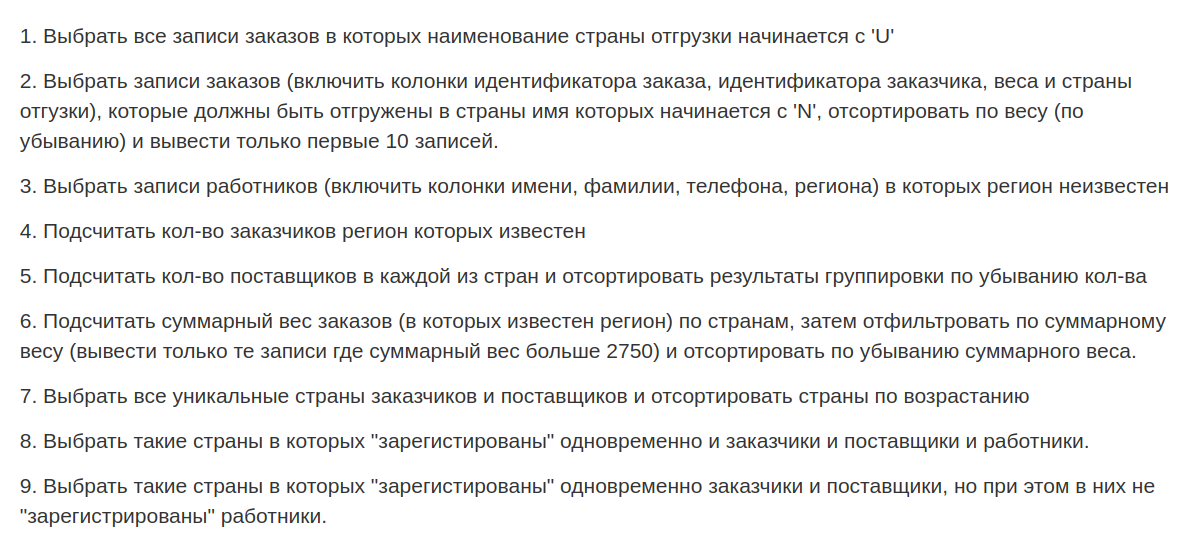 1. Выбрать все записи заказов в которых наименование страны отгрузки начинается с 'U'
2. Выбрать записи заказов (включить колонки идентификатора заказа, идентификатора заказчика, веса и страны
отгузки), которые должны быть отгружены в страны имя которых начинается с 'N', отсортировать по весу (по
убыванию) и вывести только первые 10 записей.
3. Выбрать записи работников (включить колонки имени, фамилии, телефона, региона) в которых регион неизвестен
4. Подсчитать кол-во заказчиков регион которых известен
5. Подсчитать кол-во поставщиков в каждой из стран и отсортировать результаты группировки по убыванию кол-ва
6. Подсчитать суммарный вес заказов (в которых известен регион) по странам, затем отфильтровать по суммарному
весу (вывести только те записи где суммарный вес больше 2750) и отсортировать по убыванию суммарного веса.
7. Выбрать все уникальные страны заказчиков и поставщиков и отсортировать страны по возрастанию
8. Выбрать такие страны в которых "зарегистированы" одновременно и заказчики и поставщики и работники.
9. Выбрать такие страны в которых "зарегистированы" одновременно заказчики и поставщики, но при этом в них не
"зарегистрированы" работники.